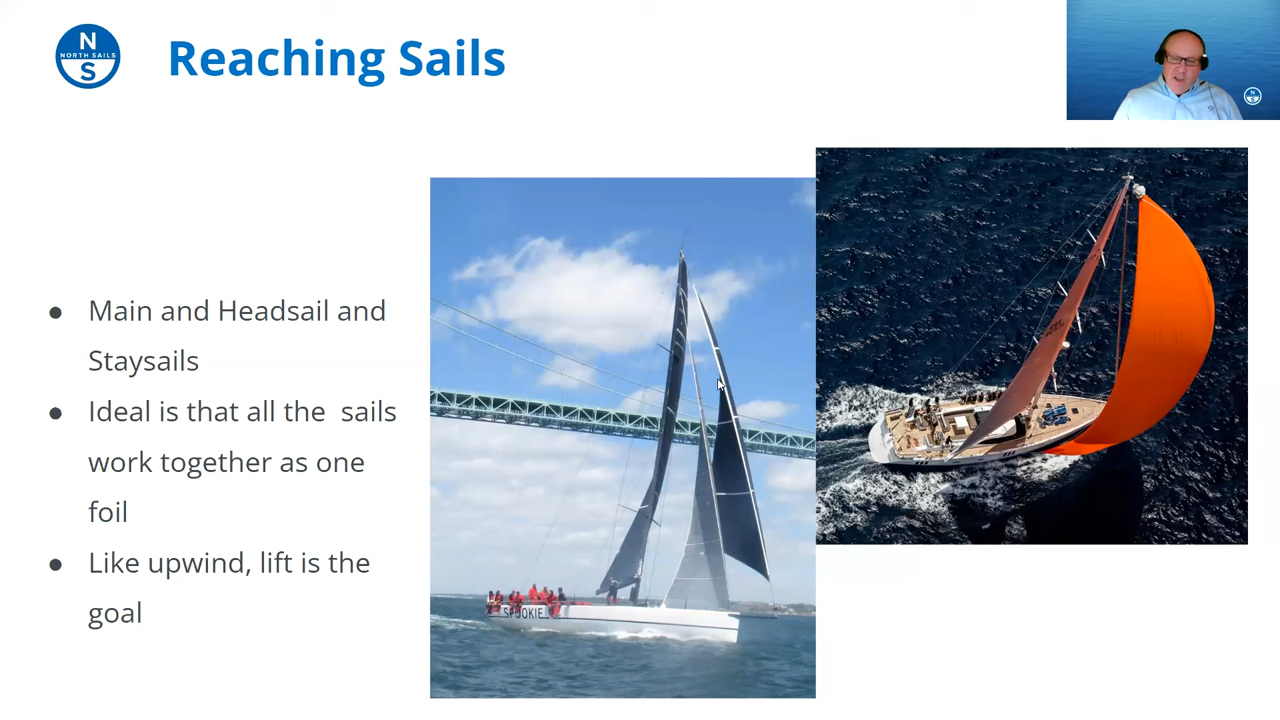 N
NORTH SAILS
S
Reaching Sails
N
S
● Main and Headsail and
Staysails
● Ideal is that all the sails
work together as one
foil
● Like upwind, lift is the
goal
SPOOKIE